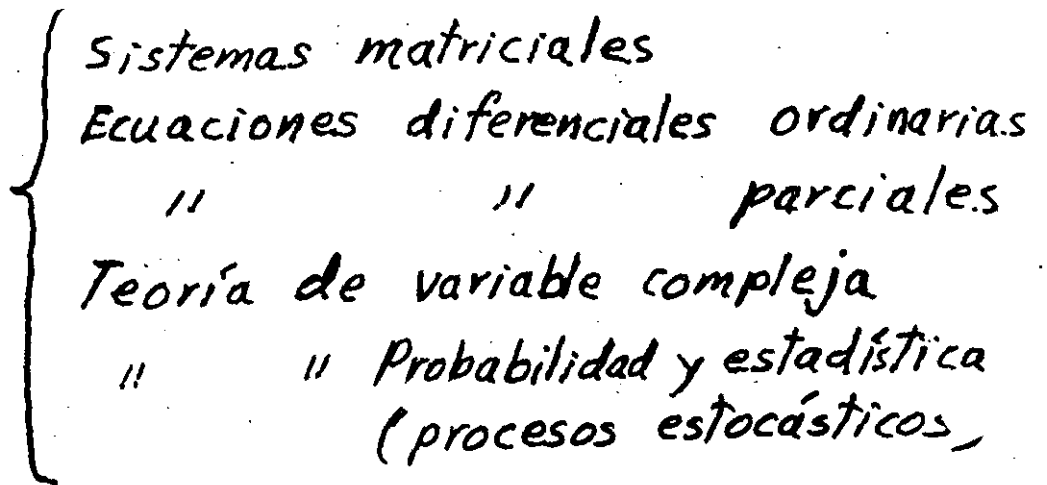 Sistemas matriciales
Ecuaciones diferenciales ordinarias
" " parciales
Teoría de variable compleja
" " Probabilidad y estadística
(procesos estocásticos,